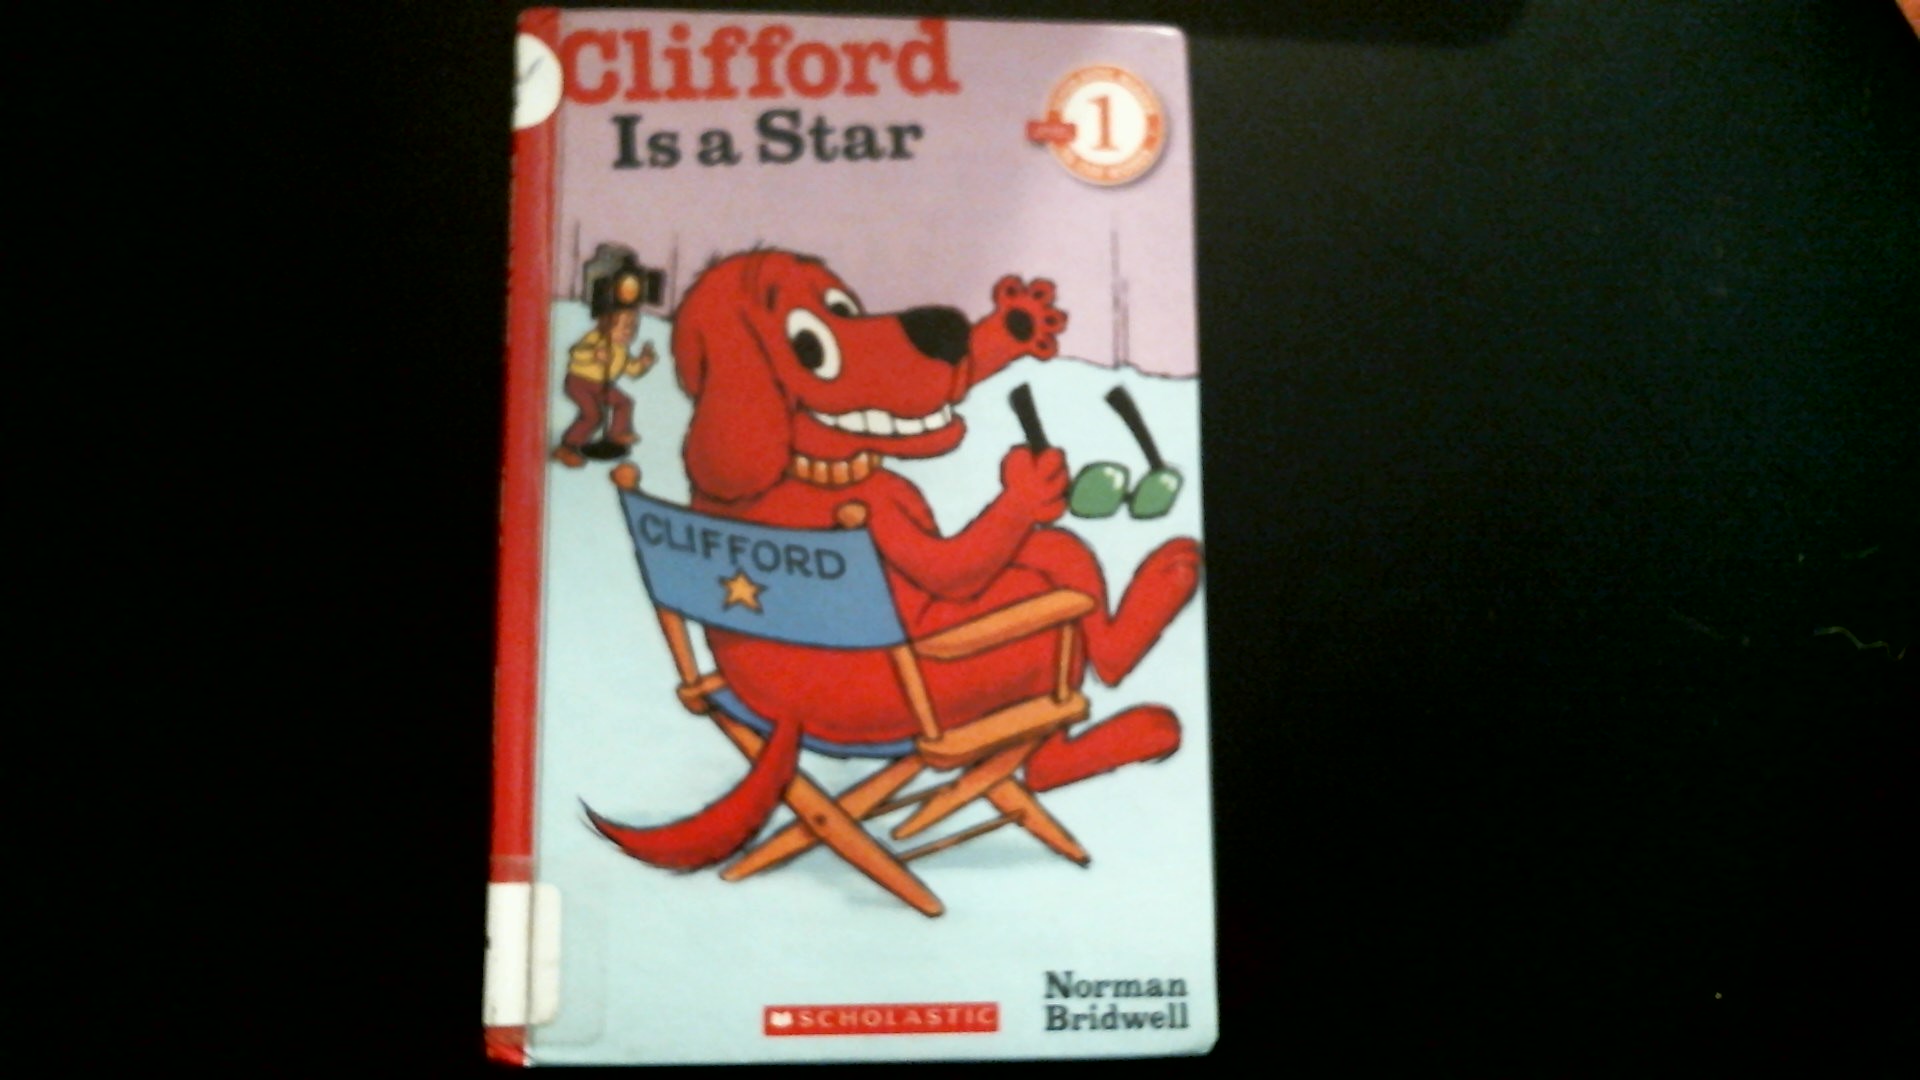 Clifford
Is a Star
1
CLIFFORD
SCHOLASTIC
Norman
Bridwell